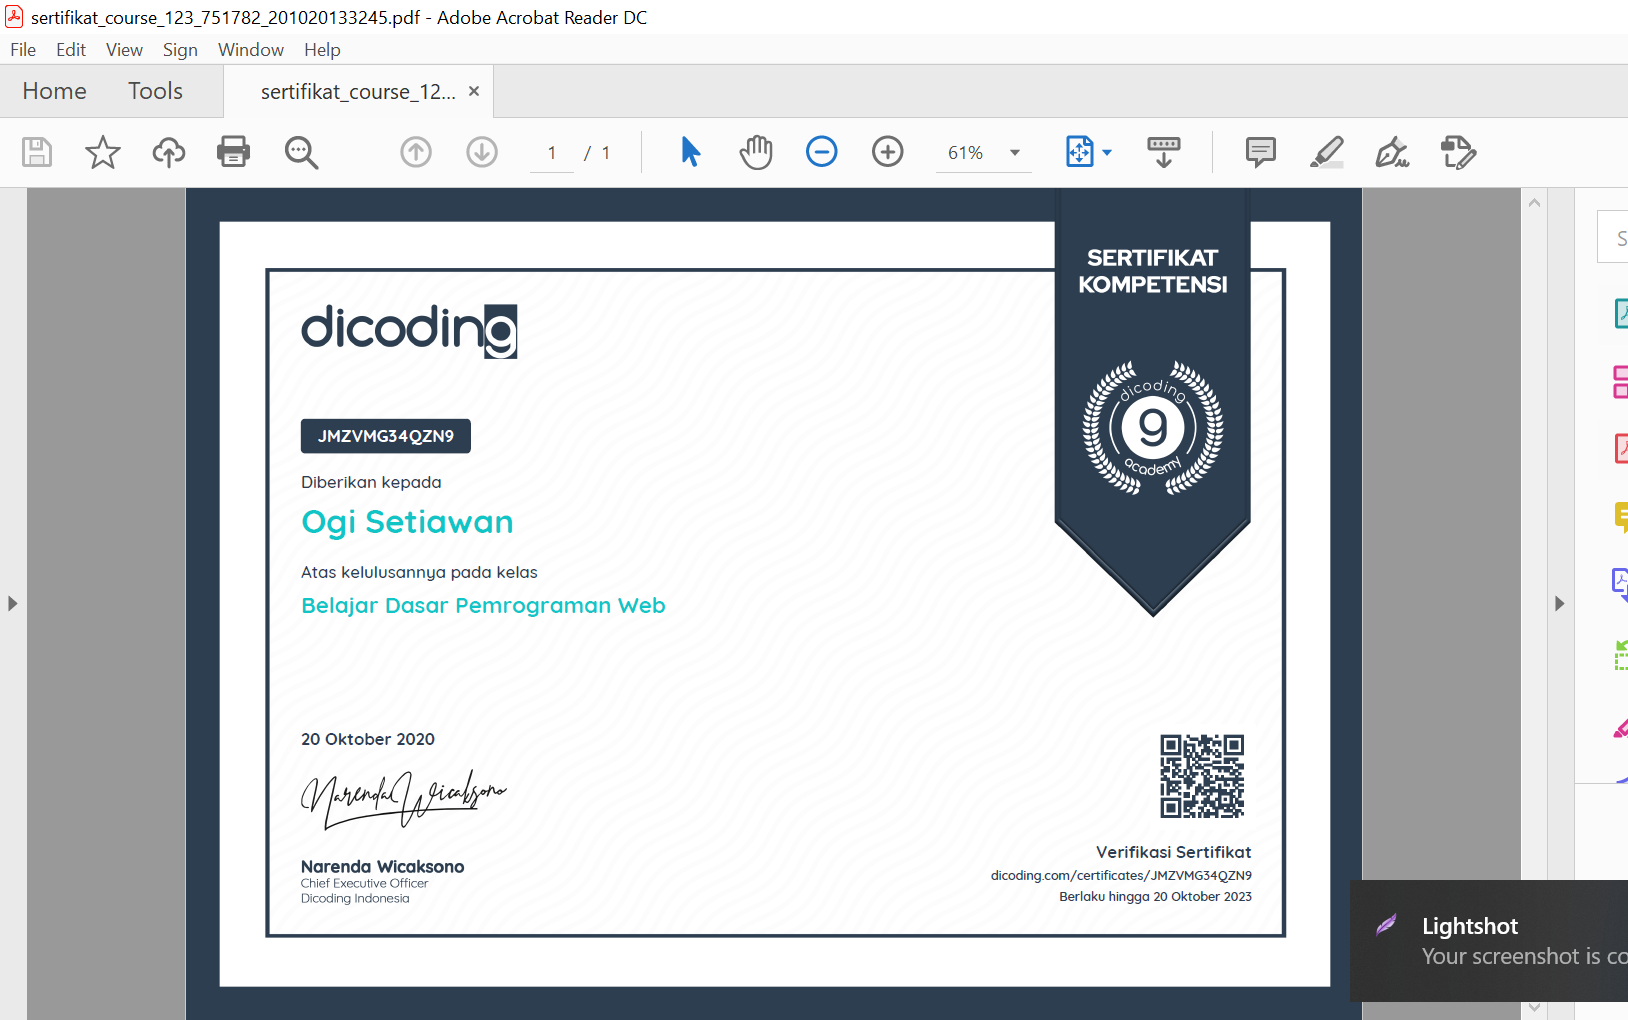 sertifikat_course_123_751782_201020133245.pdf - Adobe Acrobat Reader DC
File Edit View Sign Window Help
Home Tools sertifikat_course_12... ×
1 / 1 61%
SERTIFIKAT
KOMPETENSI
dicoding
dicoding
g
academy
JMZVMG34QZN9
Diberikan kepada
Ogi Setiawan
Atas kelulusannya pada kelas
Belajar Dasar Pemrograman Web
20 Oktober 2020
Narenda Wicaksono
Narenda Wicaksono
Chief Executive Officer
Dicoding Indonesia
Verifikasi Sertifikat
dicoding.com/certificates/JMZVMG34QZN9
Berlaku hingga 20 Oktober 2023
S
Lightshot
Your screenshot is co